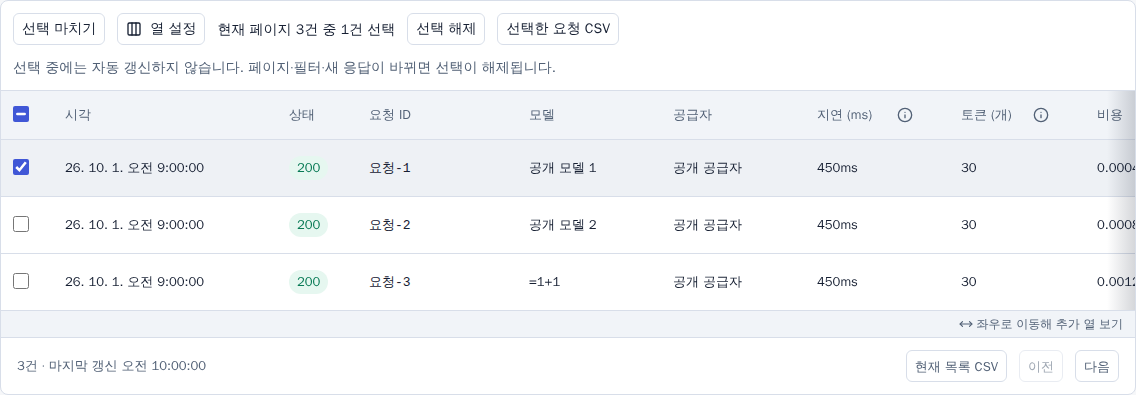 선택 마치기 열 설정 현재 페이지 3건 중 1건 선택 선택 해제 선택한 요청 CSV
선택 중에는 자동 갱신하지 않습니다. 페이지·필터·새 응답이 바뀌면 선택이 해제됩니다.
시각 상태 요청 ID 모델 공급자 지연 (ms) 토큰 (개) 비용
26. 10. 1. 오전 9:00:00 200 요청-1 공개 모델 1 공개 공급자 450ms 30
26. 10. 1. 오전 9:00:00 200 요청-2 공개 모델 2 공개 공급자 450ms 30
26. 10. 1. 오전 9:00:00 200 요청-3 =1+1 공개 공급자 450ms 30
좌우로 이동해 추가 열 보기
3건 · 마지막 갱신 오전 10:00:00 현재 목록 CSV 이전 다음